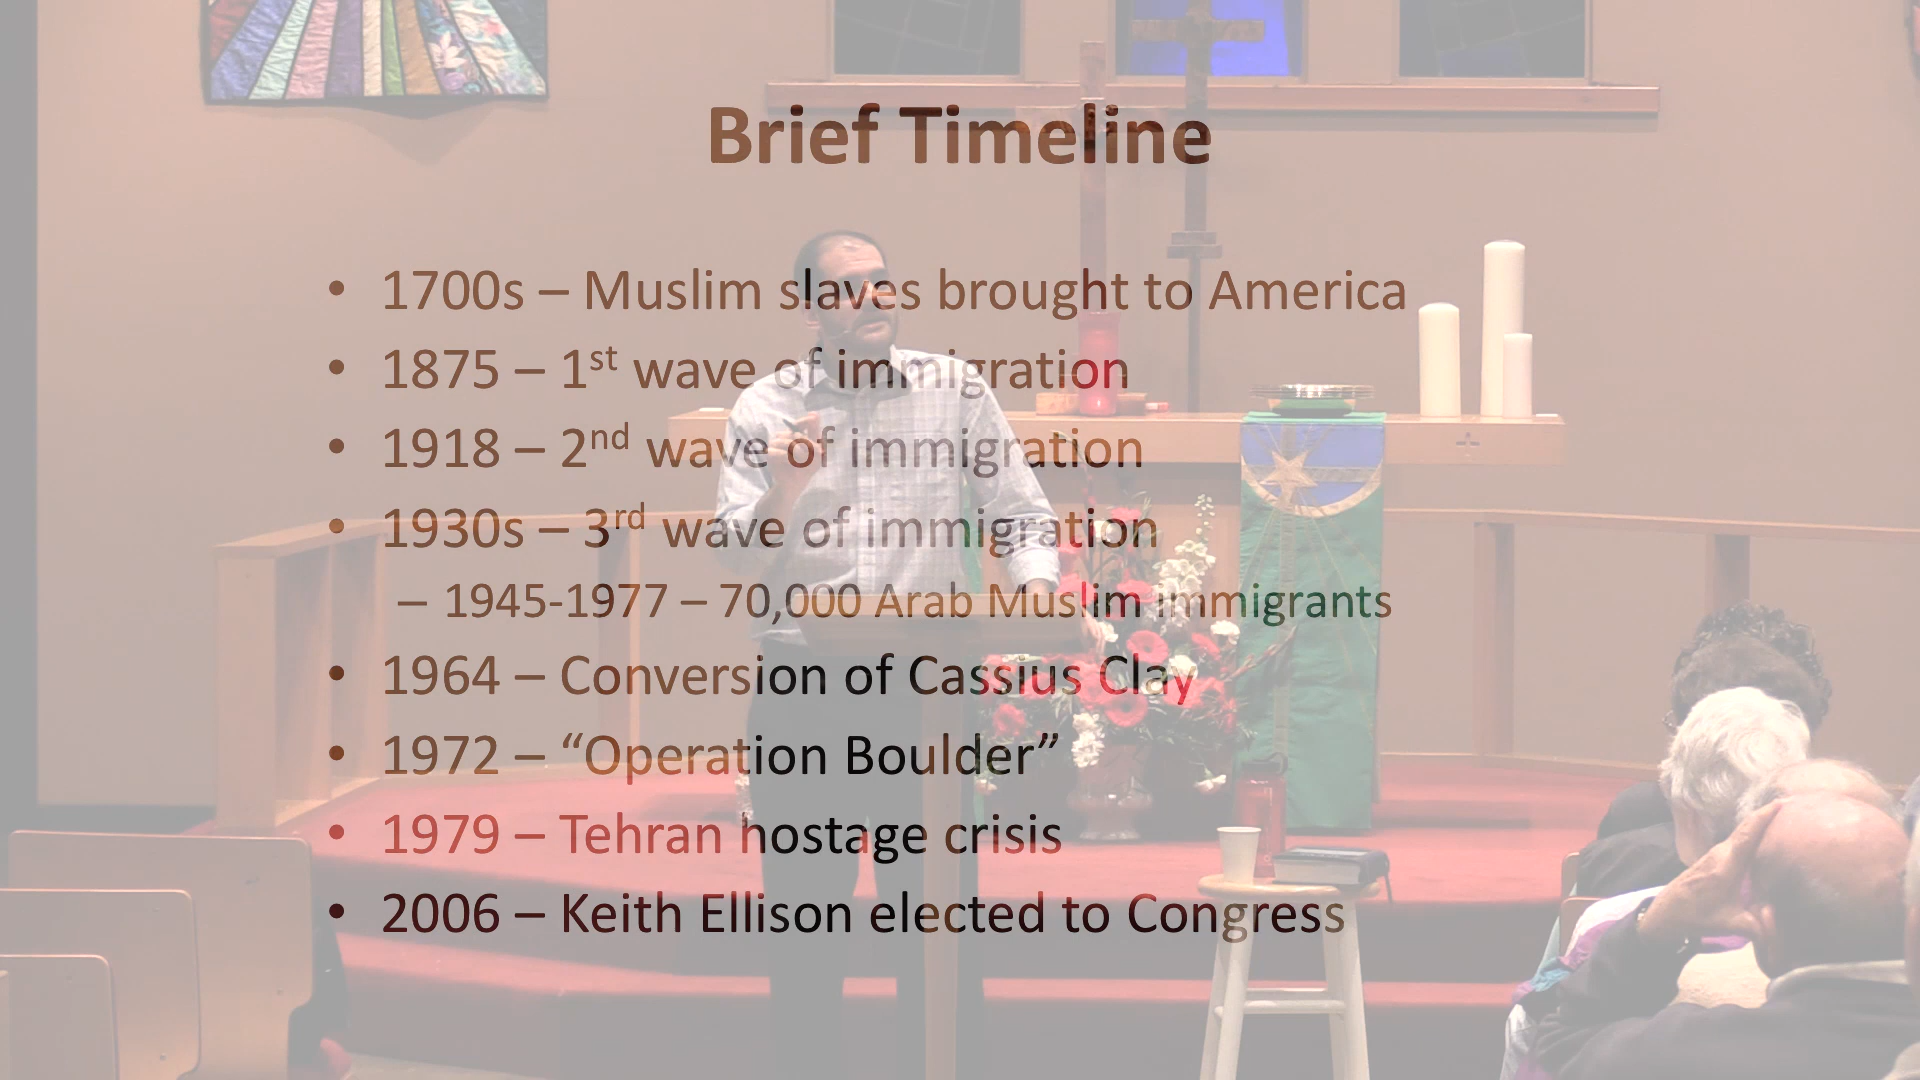 Brief Timeline
• 1700s – Muslim slaves brought to America
• 1875 – 1st wave of immigration
• 1918 – 2nd wave of immigration
• 1930s – 3rd wave of immigration
– 1945-1977 – 70,000 Arab Muslim immigrants
• 1964 – Conversion of Cassius Clay
• 1972 – “Operation Boulder”
• 1979 – Tehran hostage crisis
• 2006 – Keith Ellison elected to Congress